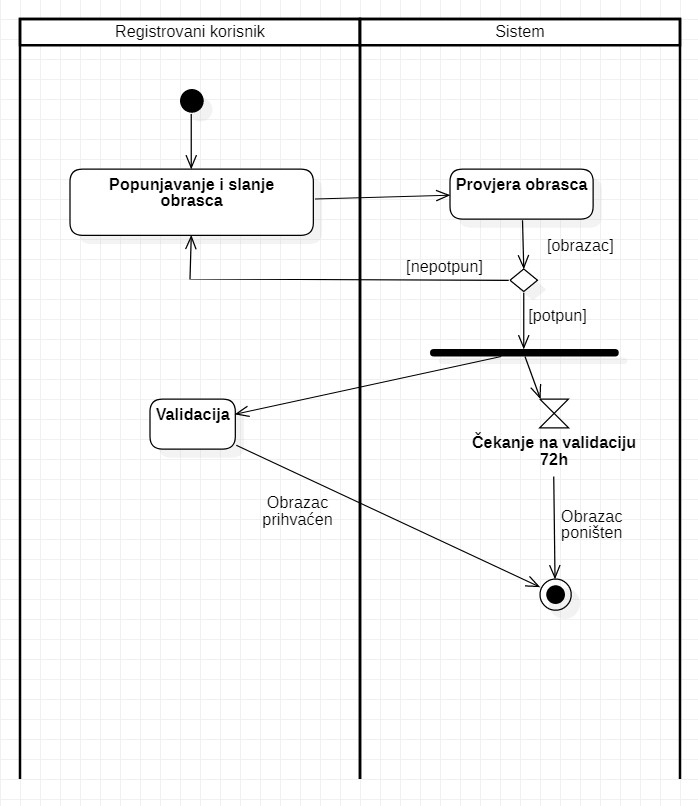 Registrovani korisnik
Sistem
Popunjavanje i slanje
obrasca
Provjera obrasca
[obrazac]
[nepotpun]
[potpun]
Validacija
Čekanje na validaciju
72h
Obrazac
prihvaćen
Obrazac
poništen